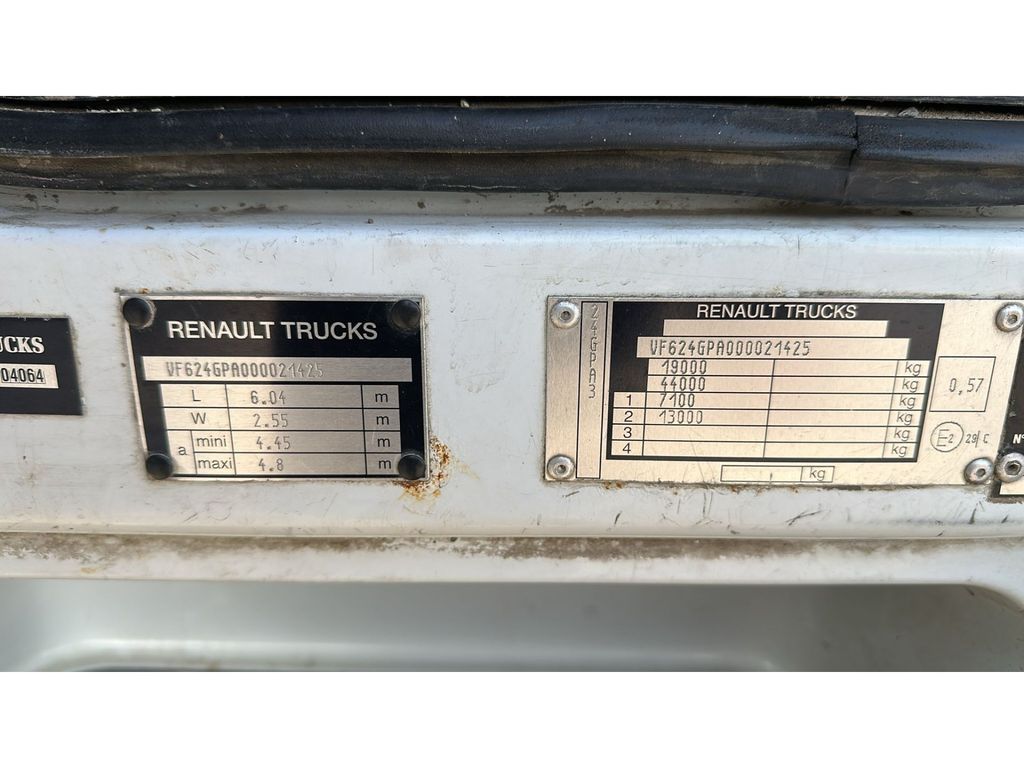 UCKS
04064
RENAULT TRUCKS
VF624GPA000021425
L 6.04 m
W 2.55 m
a mini 4.45 m
maxi 4.8 m
24GPA3
RENAULT TRUCKS
VF624GPA000021425
19000 kg
44000 kg
1 7100 kg
2 13000 kg
3 kg
4 kg
kg
0,57
E2 29/C
N°